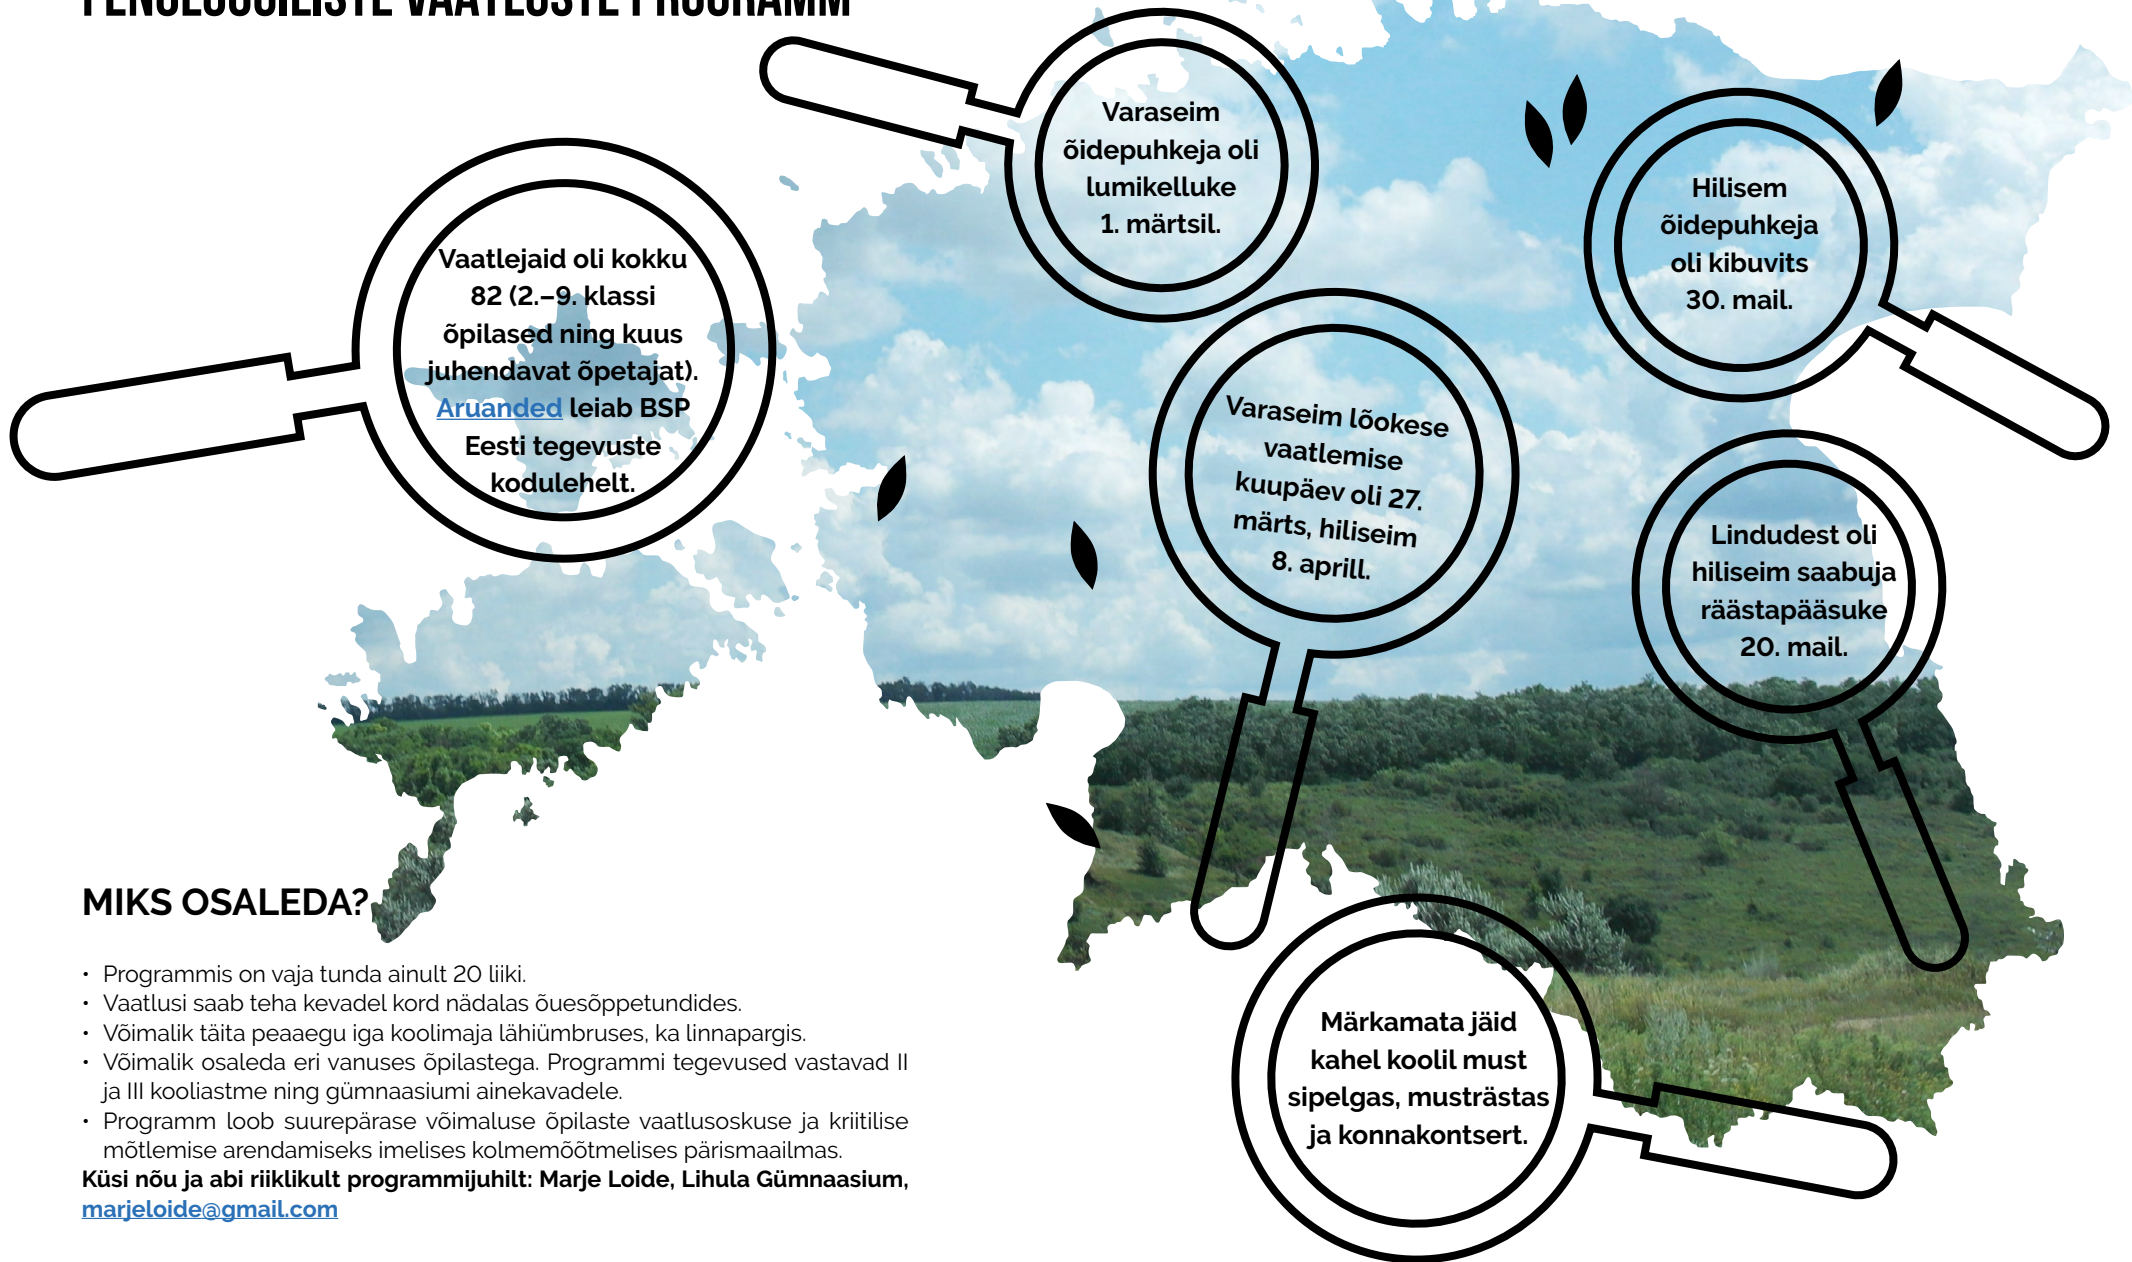 FENOLOOGILISTE VAATLUSTE PROGRAMM
Varaseim
õidepuhkeja oli
lumikelluke
1. märtsil.
Hilisem
õidepuhkeja
oli kibuvits
30. mail.
Vaatlejaid oli kokku
82 (2.–9. klassi
õpilased ning kuus
juhendavat õpetajat).
Aruanded leiab BSP
Eesti tegevuste
kodulehelt.
Varaseim lõokese
vaatlemise
kuupäev oli 27.
märts, hiliseim
8. aprill.
Lindudest oli
hiliseim saabuja
räästapääsuke
20. mail.
Märkamata jäid
kahel koolil must
sipelgas, musträstas
ja konnakontsert.
MIKS OSALEDA?
• Programmis on vaja tunda ainult 20 liiki.
• Vaatlusi saab teha kevadel kord nädalas õuesõppetundides.
• Võimalik täita peaaegu iga koolimaja lähiümbruses, ka linnapargis.
• Võimalik osaleda eri vanuses õpilastega. Programmi tegevused vastavad II
ja III kooliastme ning gümnaasiumi ainekavadele.
• Programm loob suurepärase võimaluse õpilaste vaatlusoskuse ja kriitilise
mõtlemise arendamiseks imelises kolmemõõtmelises pärismaailmas.
Küsi nõu ja abi riiklikult programmijuhilt: Marje Loide, Lihula Gümnaasium,
marjeloide@gmail.com